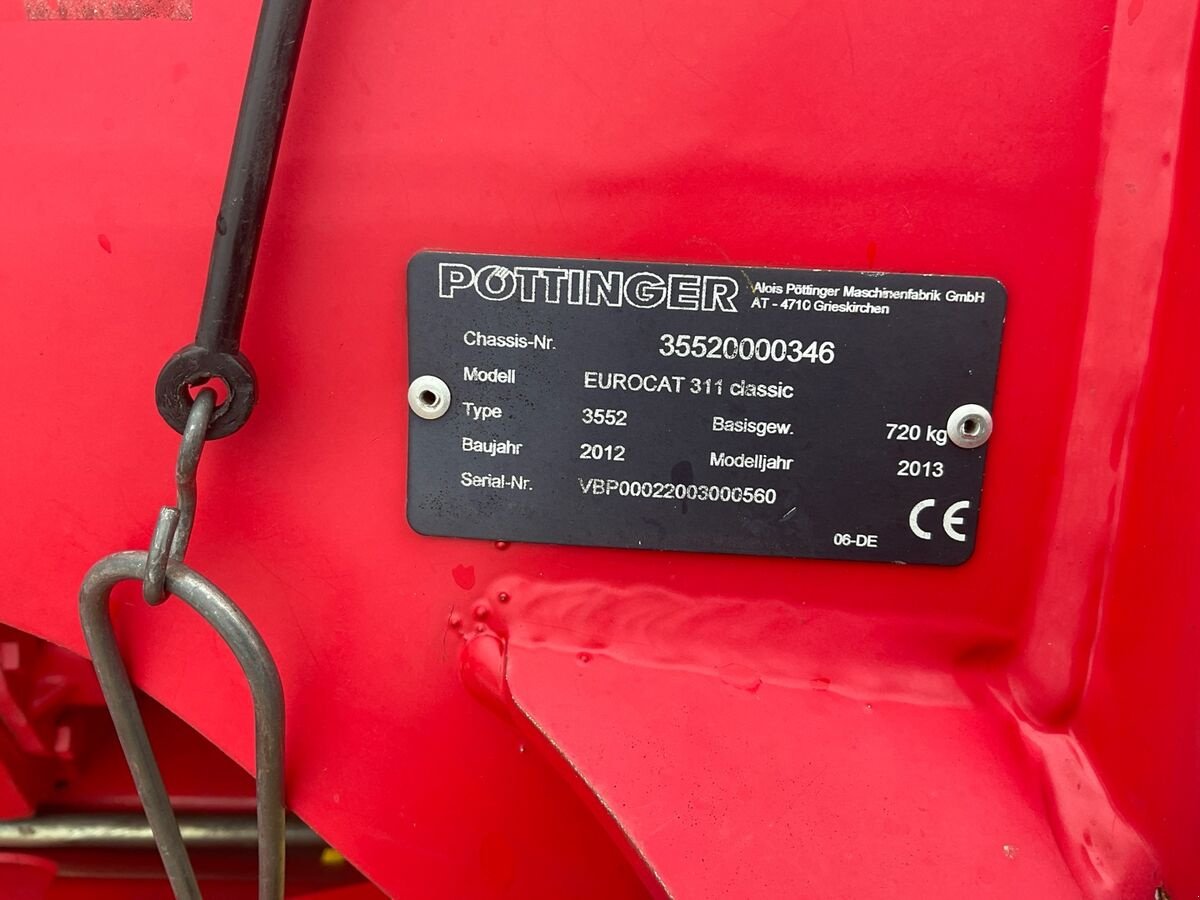 PÖTTINGER Alois Pöttinger Maschinenfabrik GmbH
AT - 4710 Grieskirchen
Chassis-Nr. 35520000346
Modell EUROCAT 311 classic
Type 3552 Basisgew. 720 kg
Baujahr 2012 Modelljahr 2013
Serial-Nr. VBP00022003000560
06-DE CE